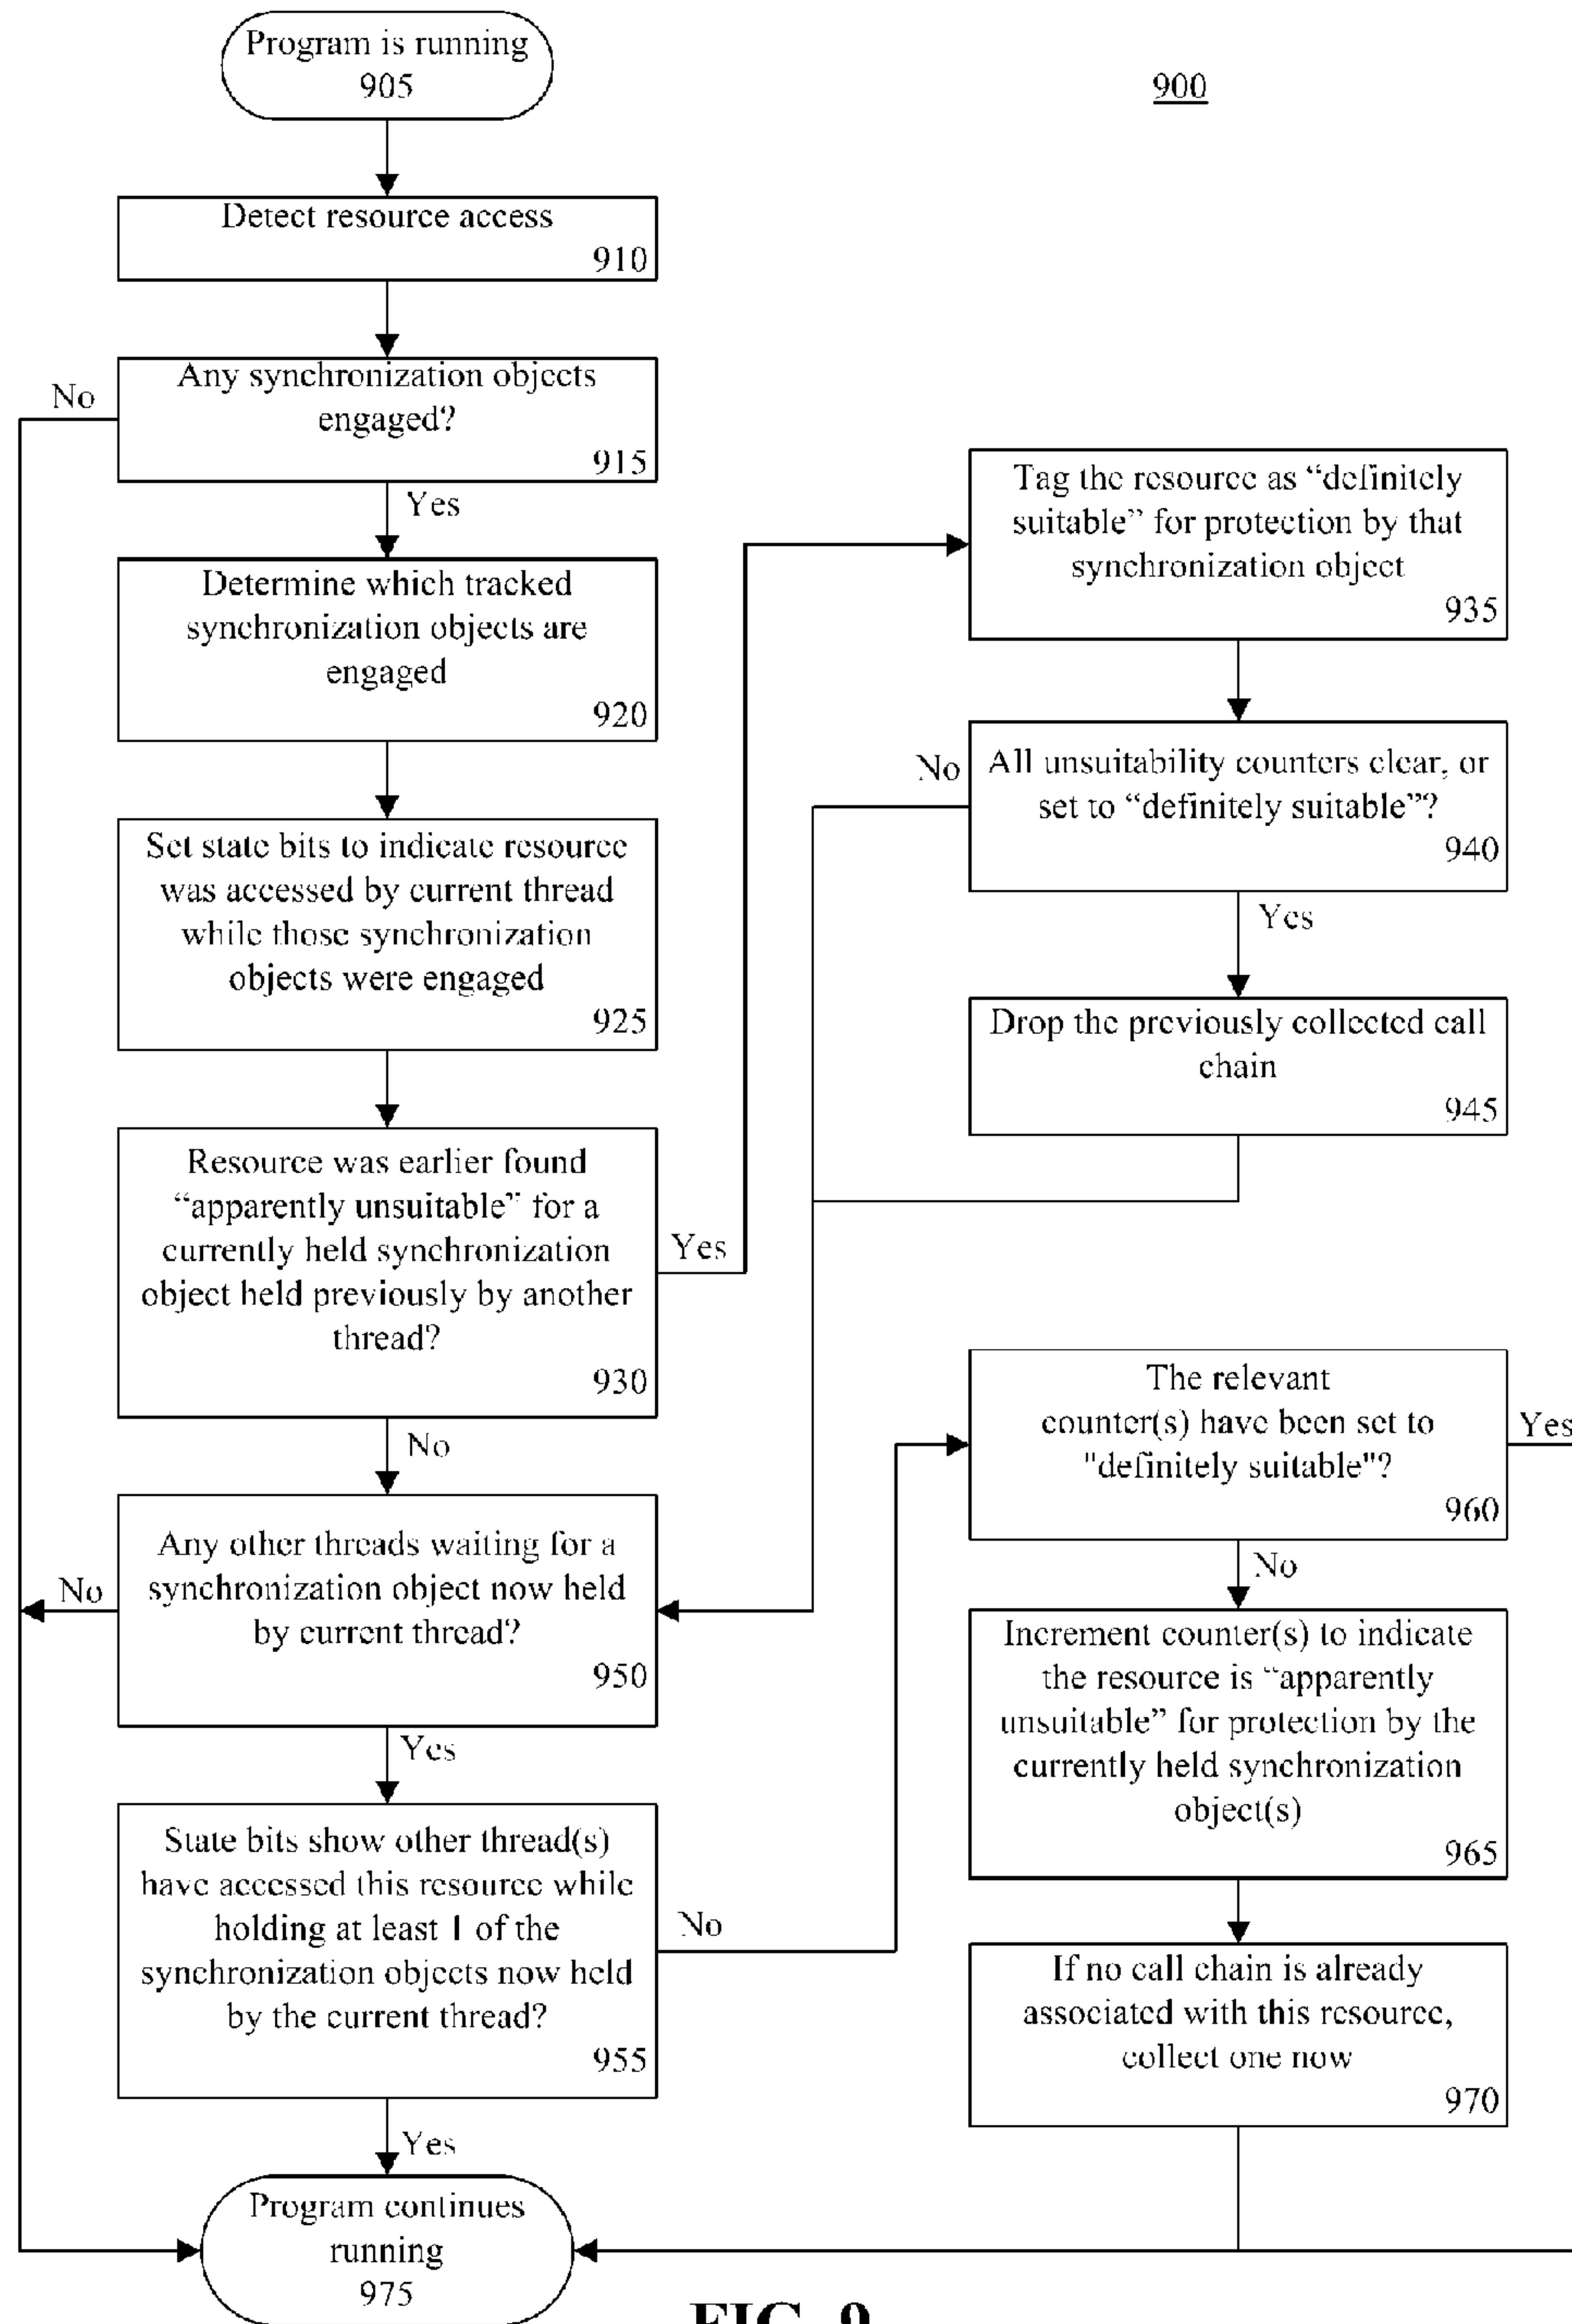 Program is running
905
900
Detect resource access
910
Any synchronization objects
engaged?
915
No
Yes
Determine which tracked
synchronization objects are
engaged
920
Set state bits to indicate resource
was accessed by current thread
while those synchronization
objects were engaged
925
Resource was earlier found
“apparently unsuitable” for a
currently held synchronization
object held previously by another
thread?
930
Yes
No
Tag the resource as “definitely
suitable” for protection by that
synchronization object
935
All unsuitability counters clear, or
set to “definitely suitable”?
940
No
Yes
Drop the previously collected call
chain
945
Any other threads waiting for a
synchronization object now held
by current thread?
950
No
Yes
State bits show other thread(s)
have accessed this resource while
holding at least 1 of the
synchronization objects now held
by the current thread?
955
No
Yes
The relevant
counter(s) have been set to
"definitely suitable"?
960
Yes
No
Increment counter(s) to indicate
the resource is “apparently
unsuitable” for protection by the
currently held synchronization
object(s)
965
If no call chain is already
associated with this resource,
collect one now
970
Program continues
running
975
FIG. 9